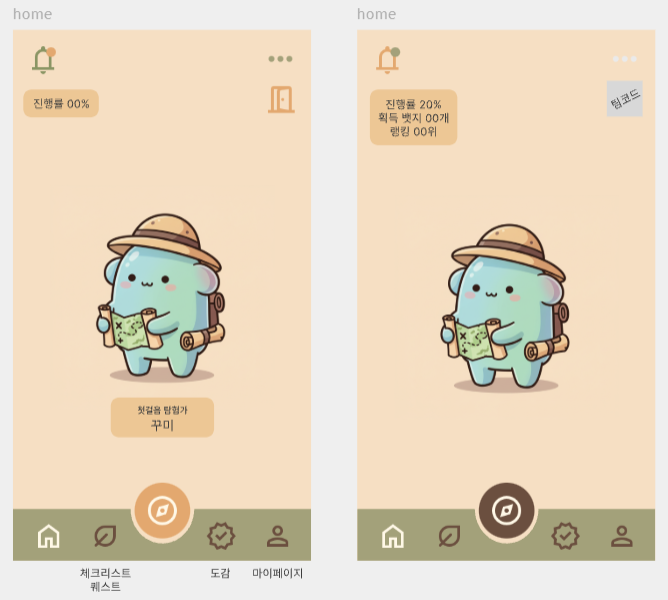 home
home
진행률 00%
진행률 20%
획득 뱃지 00개
랭킹 00위
팀코드
첫걸음 탐험가
꾸미
체크리스트
퀘스트
도감
마이페이지